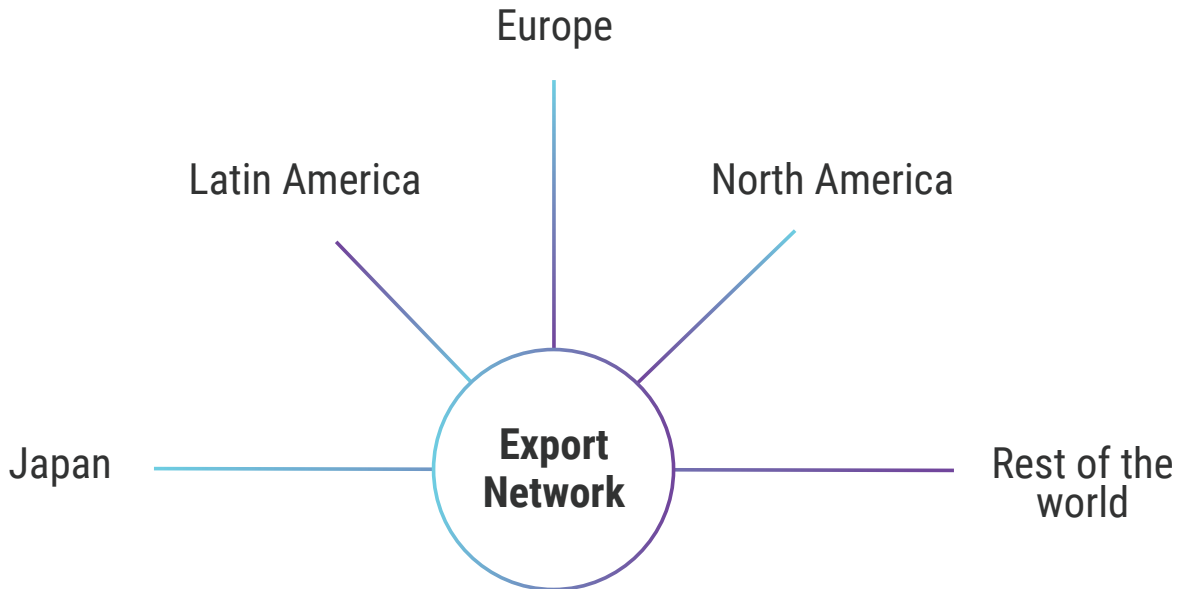 Europe
Latin America
North America
Japan
Export
Network
Rest of the
world